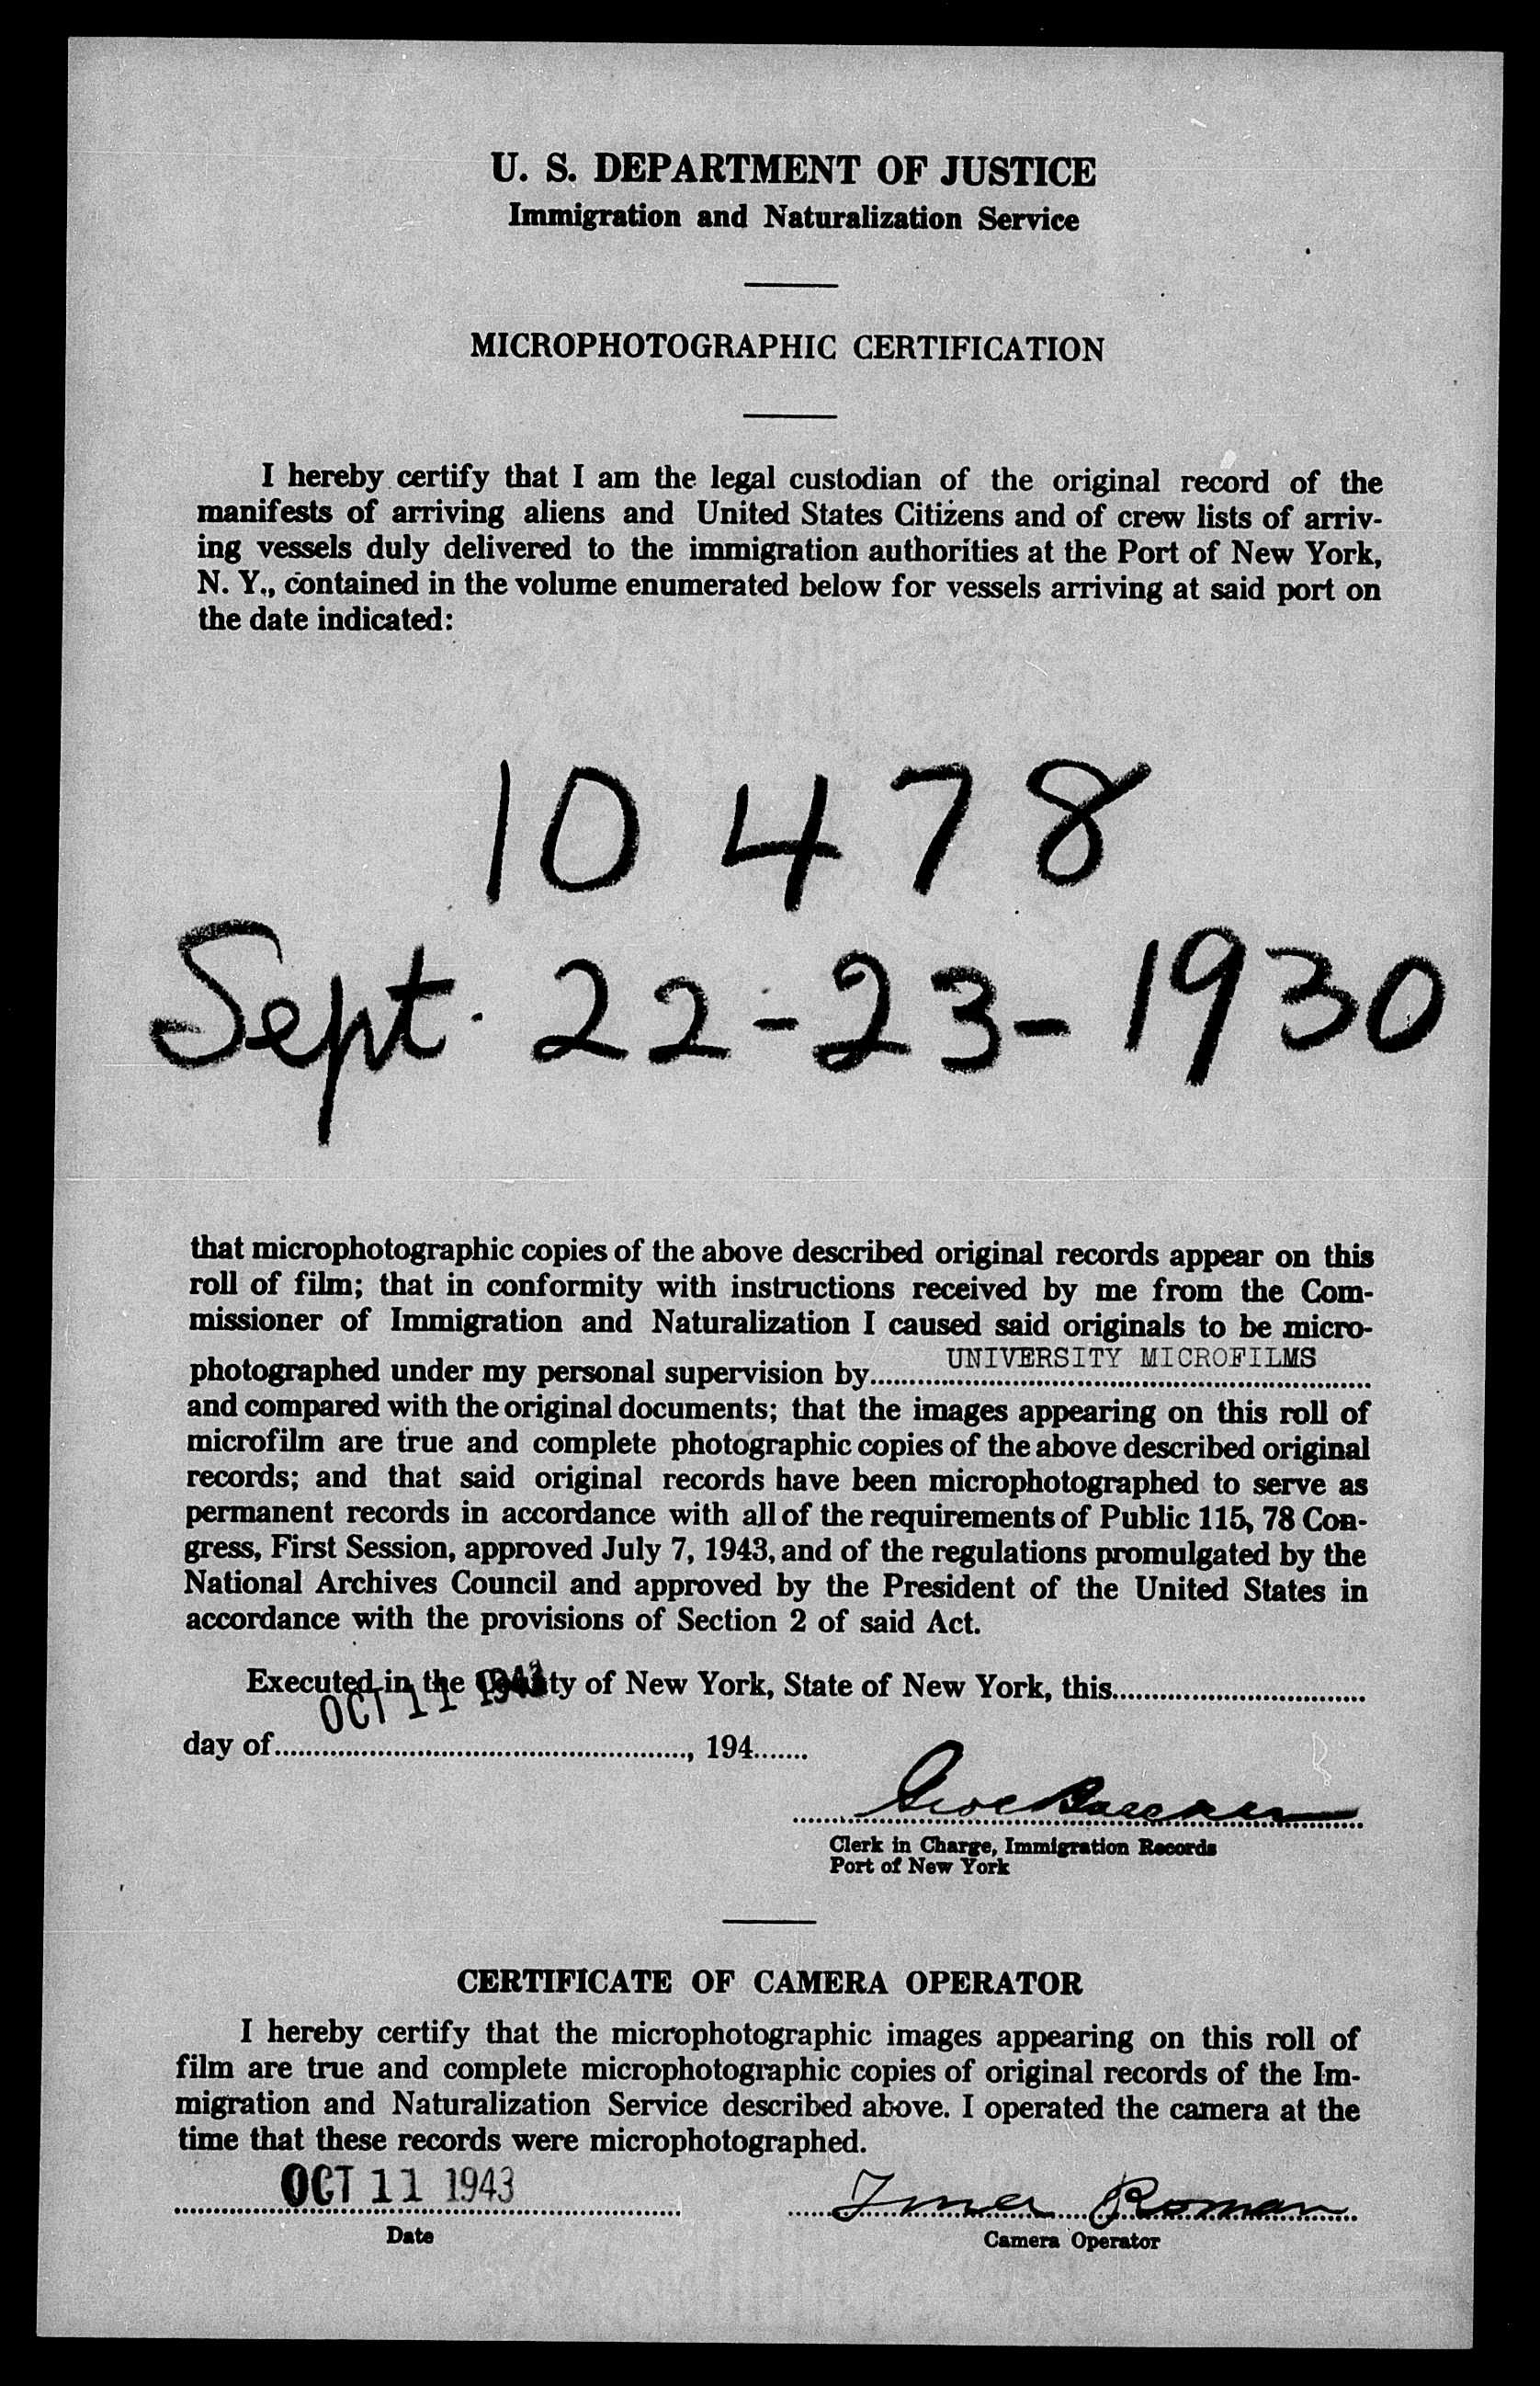 U. S. DEPARTMENT OF JUSTICE
Immigration and Naturalization Service
MICROPHOTOGRAPHIC CERTIFICATION
I hereby certify that I am the legal custodian of the original record of the
manifests of arriving aliens and United States Citizens and of crew lists of arriv-
ing vessels duly delivered to the immigration authorities at the Port of New York,
N. Y., contained in the volume enumerated below for vessels arriving at said port on
the date indicated:
10478
Sept. 22-23-1930
that microphotographic copies of the above described original records appear on this
roll of film; that in conformity with instructions received by me from the Com-
missioner of Immigration and Naturalization I caused said originals to be micro-
photographed under my personal supervision by UNIVERSITY MICROFILMS
and compared with the original documents; that the images appearing on this roll of
microfilm are true and complete photographic copies of the above described original
records; and that said original records have been microphotographed to serve as
permanent records in accordance with all of the requirements of Public 115, 78 Con-
gress, First Session, approved July 7, 1943, and of the regulations promulgated by the
National Archives Council and approved by the President of the United States in
accordance with the provisions of Section 2 of said Act.
Executed in the County of New York, State of New York, this
OCT 11 1943
day of, 194
Clerk in Charge, Immigration Records
Port of New York
CERTIFICATE OF CAMERA OPERATOR
I hereby certify that the microphotographic images appearing on this roll of
film are true and complete microphotographic copies of original records of the Im-
migration and Naturalization Service described above. I operated the camera at the
time that these records were microphotographed.
OCT 11 1943 Roman
Date Camera Operator